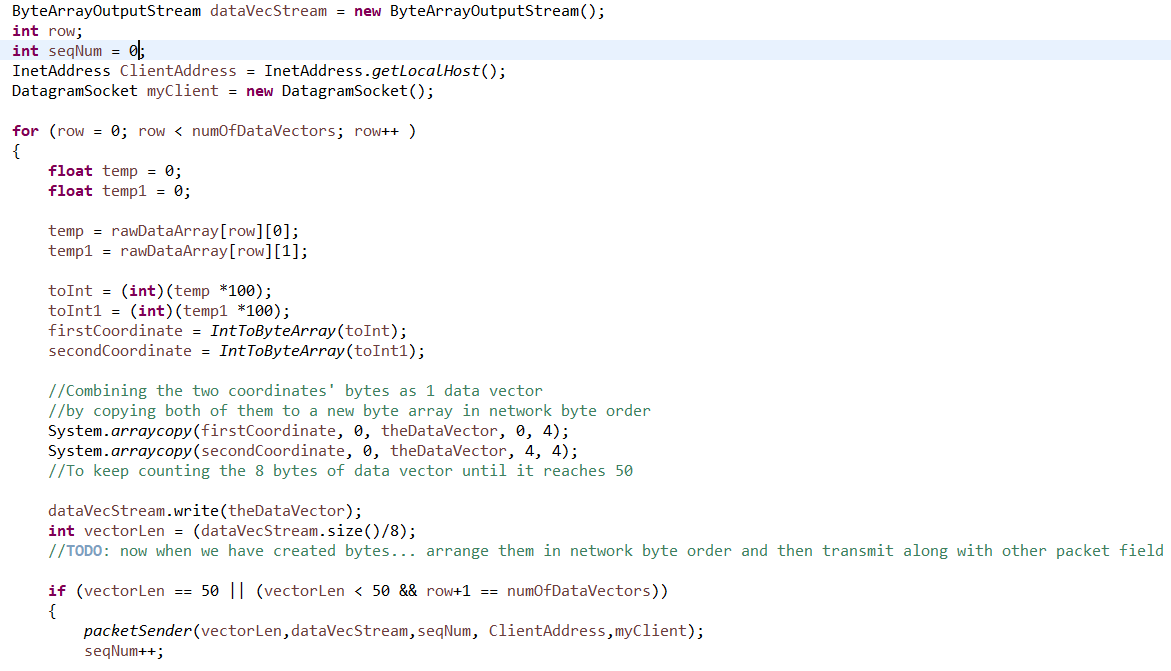 ByteArrayOutputStream dataVecStream = new ByteArrayOutputStream();
int row;
int seqNum = 0;
InetAddress ClientAddress = InetAddress.getLocalHost();
DatagramSocket myClient = new DatagramSocket();

for (row = 0; row < numOfDataVectors; row++ )
{
    float temp = 0;
    float temp1 = 0;

    temp = rawDataArray[row][0];
    temp1 = rawDataArray[row][1];

    toInt = (int)(temp *100);
    toInt1 = (int)(temp1 *100);
    firstCoordinate = IntToByteArray(toInt);
    secondCoordinate = IntToByteArray(toInt1);

    //Combining the two coordinates' bytes as 1 data vector
    //by copying both of them to a new byte array in network byte order
    System.arraycopy(firstCoordinate, 0, theDataVector, 0, 4);
    System.arraycopy(secondCoordinate, 0, theDataVector, 4, 4);
    //To keep counting the 8 bytes of data vector until it reaches 50

    dataVecStream.write(theDataVector);
    int vectorLen = (dataVecStream.size()/8);
    //TODO: now when we have created bytes... arrange them in network byte order and then transmit along with other packet field

    if (vectorLen == 50 || (vectorLen < 50 && row+1 == numOfDataVectors))
    {
        packetSender(vectorLen,dataVecStream,seqNum, ClientAddress,myClient);
        seqNum++;